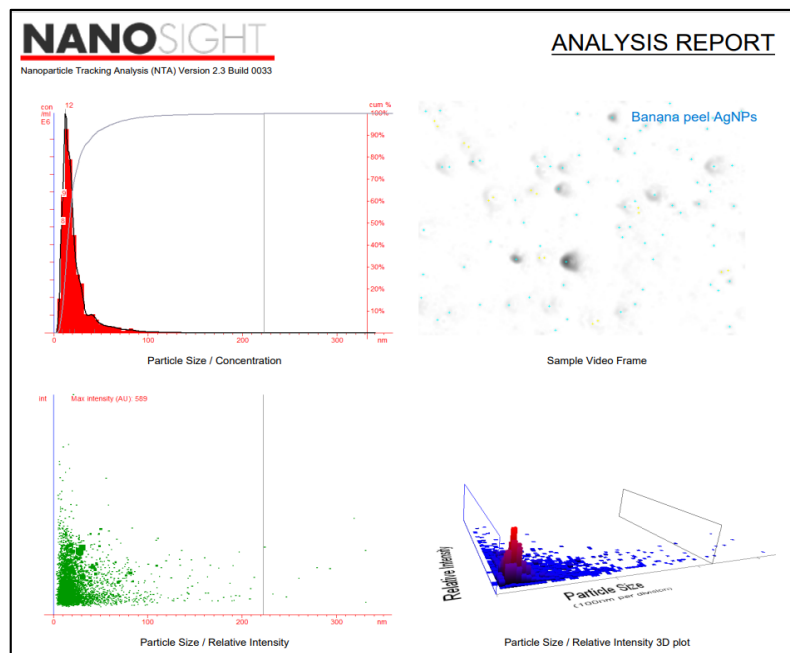 NANOSIGHT
ANALYSIS REPORT
Nanoparticle Tracking Analysis (NTA) Version 2.3 Build 0033
con
/ml
E6
12
9
8
cum %
100%
90%
80%
70%
60%
50%
40%
30%
20%
10%
0
100
200
300
nm
Particle Size / Concentration
Banana peel AgNPs
Sample Video Frame
int
Max intensity (AU): 589
0
100
200
300
nm
Particle Size / Relative Intensity
Relative Intensity
Particle Size
(100nm per division)
Particle Size / Relative Intensity 3D plot